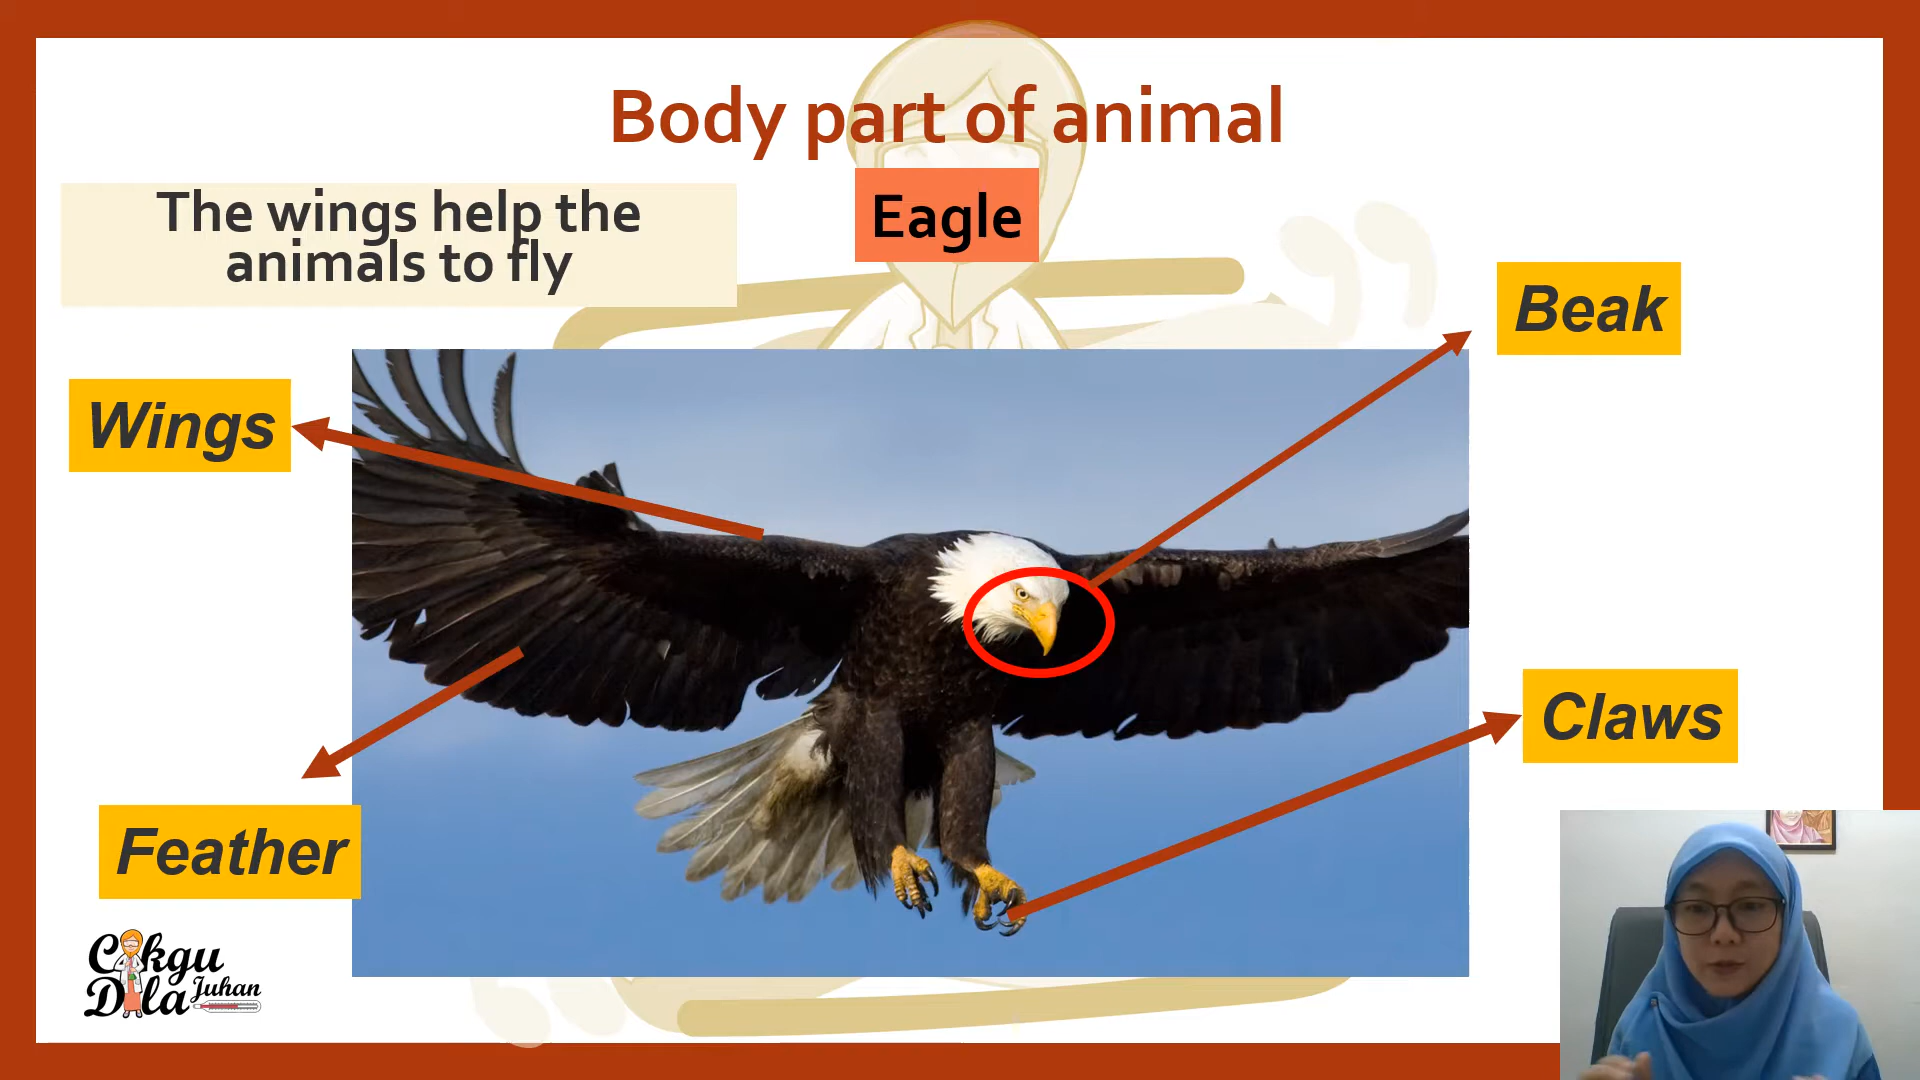 Body part of animal
The wings help the
animals to fly
Eagle
Beak
Wings
Claws
Feather
Cikgu
Dila Juhan